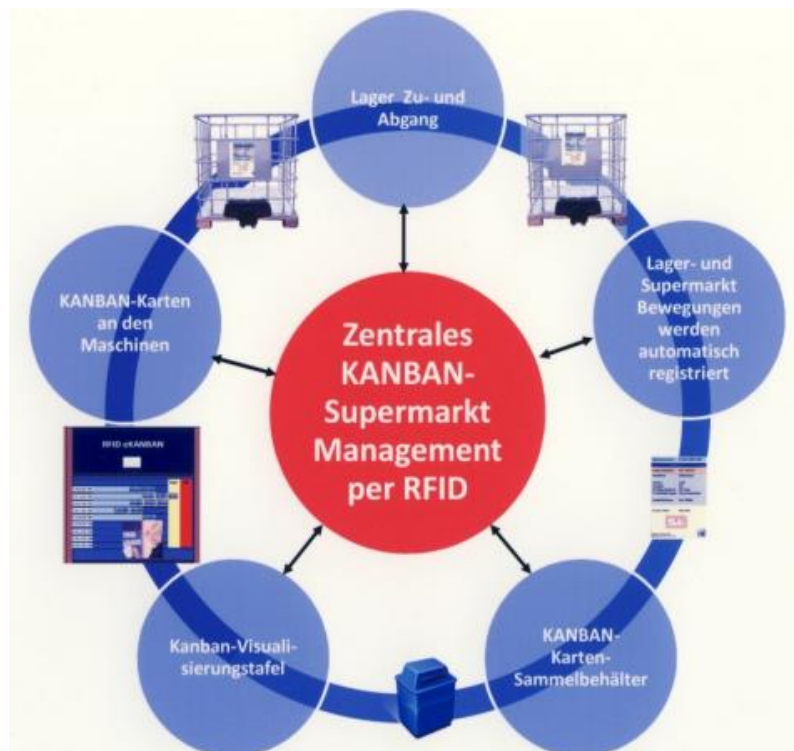 Lager Zu- und
Abgang
Lager- und
Supermarkt
Bewegungen
werden
automatisch
registriert
KANBAN-Karten
an den
Maschinen
Zentrales
KANBAN-
Supermarkt
Management
per RFID
RFID eKANBAN
Kanban-Visuali-
sierungstafel
KANBAN-
Karten-
Sammelbehälter